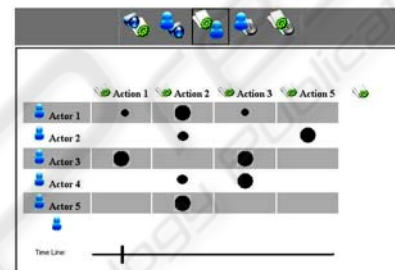 Action 1 Action 2 Action 3 Action 5
Actor 1
Actor 2
Actor 3
Actor 4
Actor 5
Time Line: